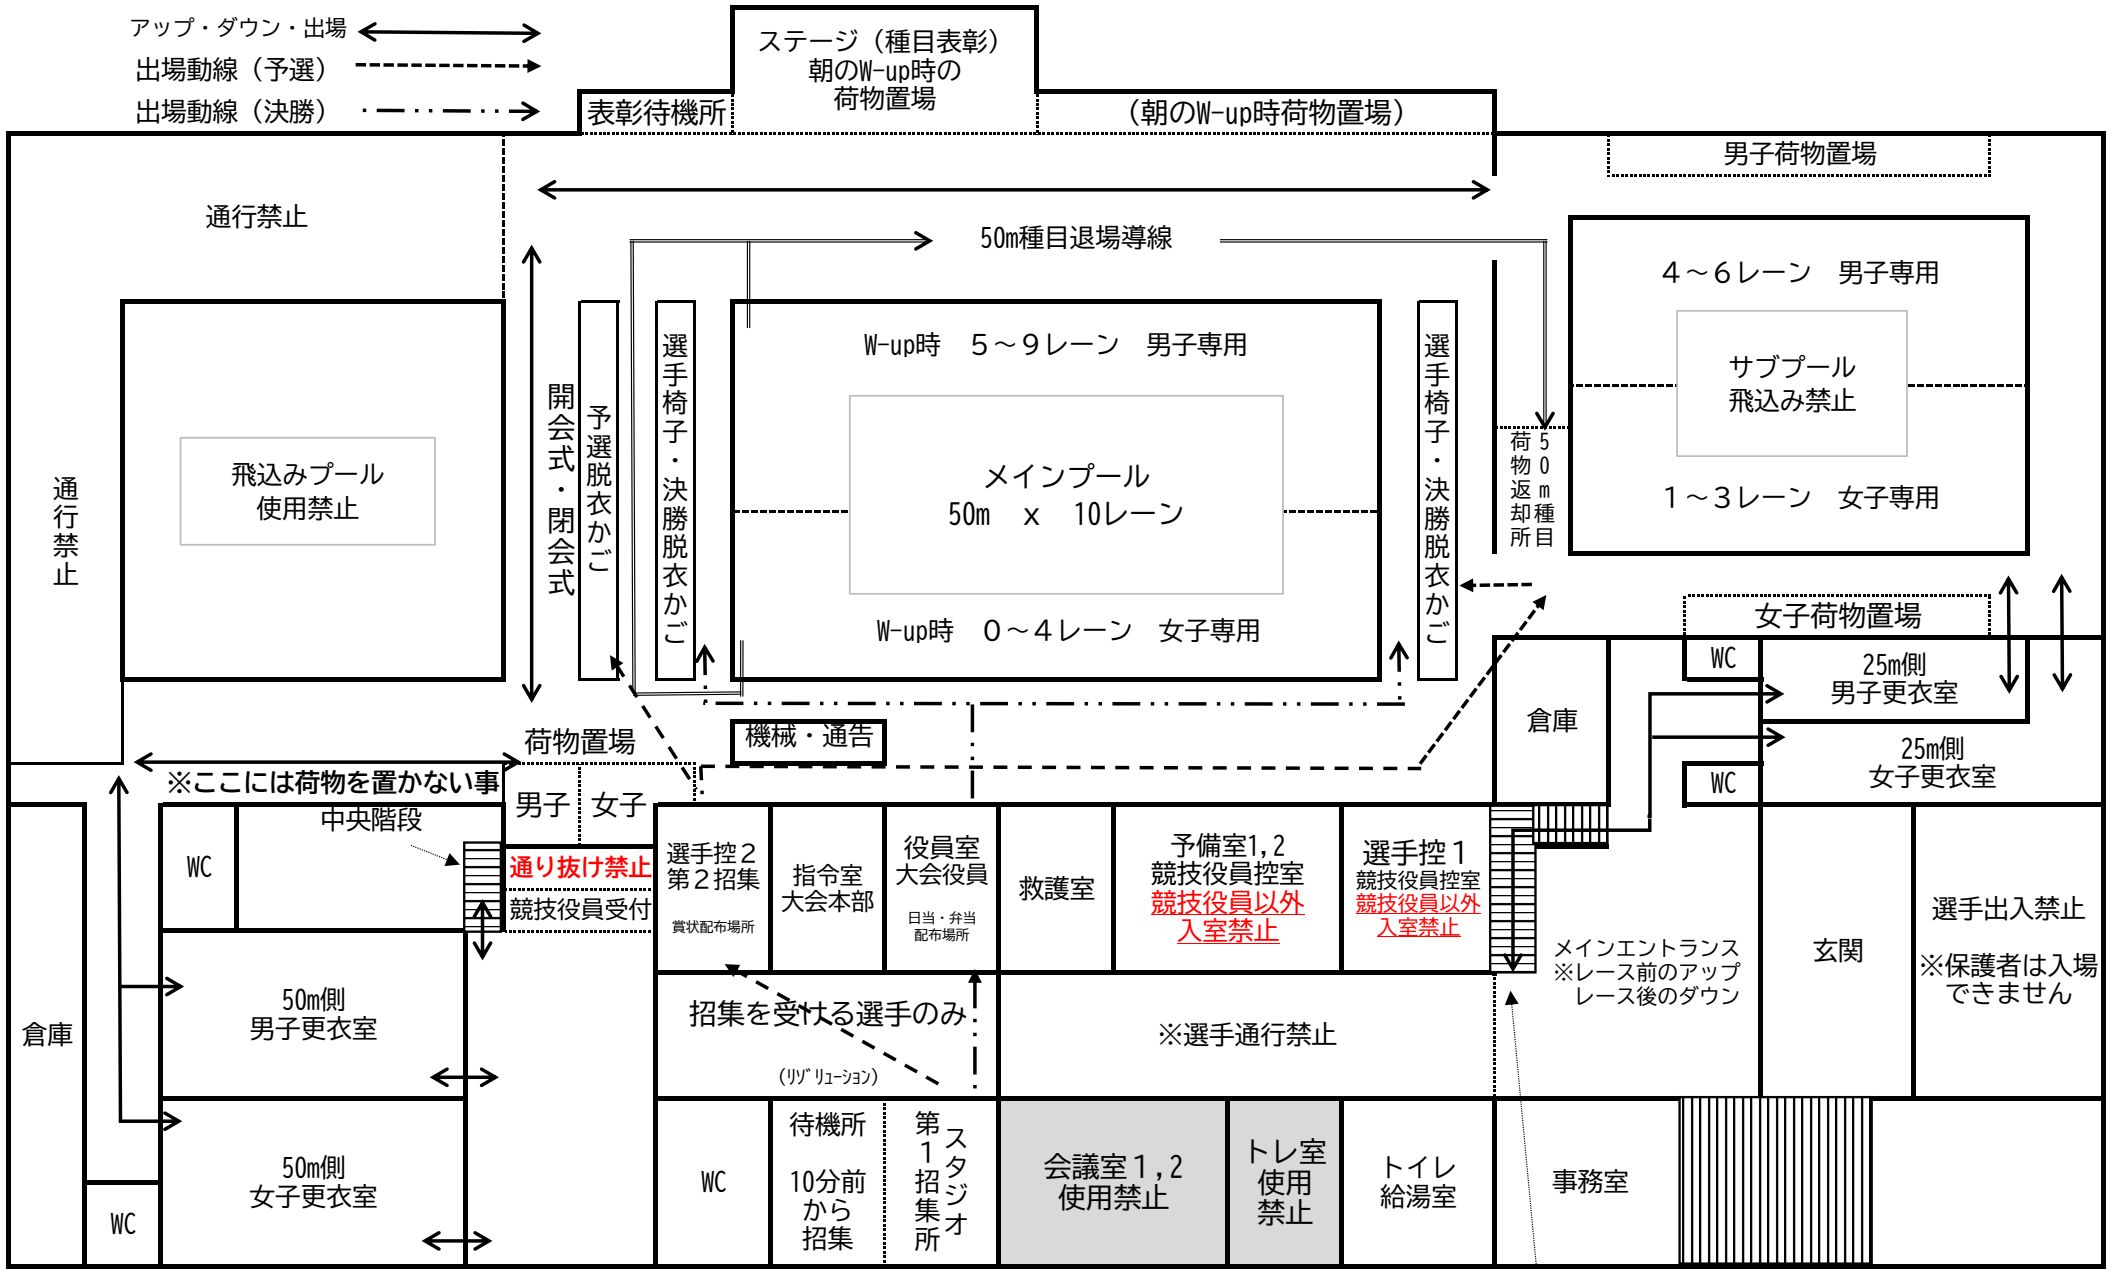 アップ・ダウン・出場
出場動線（予選）
出場動線（決勝）
ステージ（種目表彰）
朝のW-up時の
荷物置場
表彰待機所
（朝のW-up時荷物置場）
男子荷物置場
通行禁止
50m種目退場導線
４～６レーン　男子専用
サブプール
飛込み禁止
１～３レーン　女子専用
W-up時　５～９レーン　男子専用
メインプール
50m　ｘ　10レーン
W-up時　０～４レーン　女子専用
選手椅子・決勝脱衣かご
選手椅子・決勝脱衣かご
予選脱衣かご
開会式・閉会式
飛込みプール
使用禁止
通行禁止
50m種目
荷物返却所
女子荷物置場
WC
25m側
男子更衣室
25m側
女子更衣室
WC
倉庫
機械・通告
荷物置場
※ここには荷物を置かない事
男子
女子
中央階段
WC
通り抜け禁止
競技役員受付
選手控２
第２招集
賞状配布場所
指令室
大会本部
役員室
大会役員
日当・弁当
配布場所
救護室
予備室1,2
競技役員控室
競技役員以外
入室禁止
選手控１
競技役員控室
競技役員以外
入室禁止
メインエントランス
※レース前のアップ
レース後のダウン
玄関
選手出入禁止
※保護者は入場
できません
倉庫
50m側
男子更衣室
招集を受ける選手のみ
（ﾘｿﾞﾘｭｰｼｮﾝ）
※選手通行禁止
50m側
女子更衣室
WC
WC
待機所
10分前
から
招集
スタジオ
第１招集所
会議室１,２
使用禁止
トレ室
使用
禁止
トイレ
給湯室
事務室